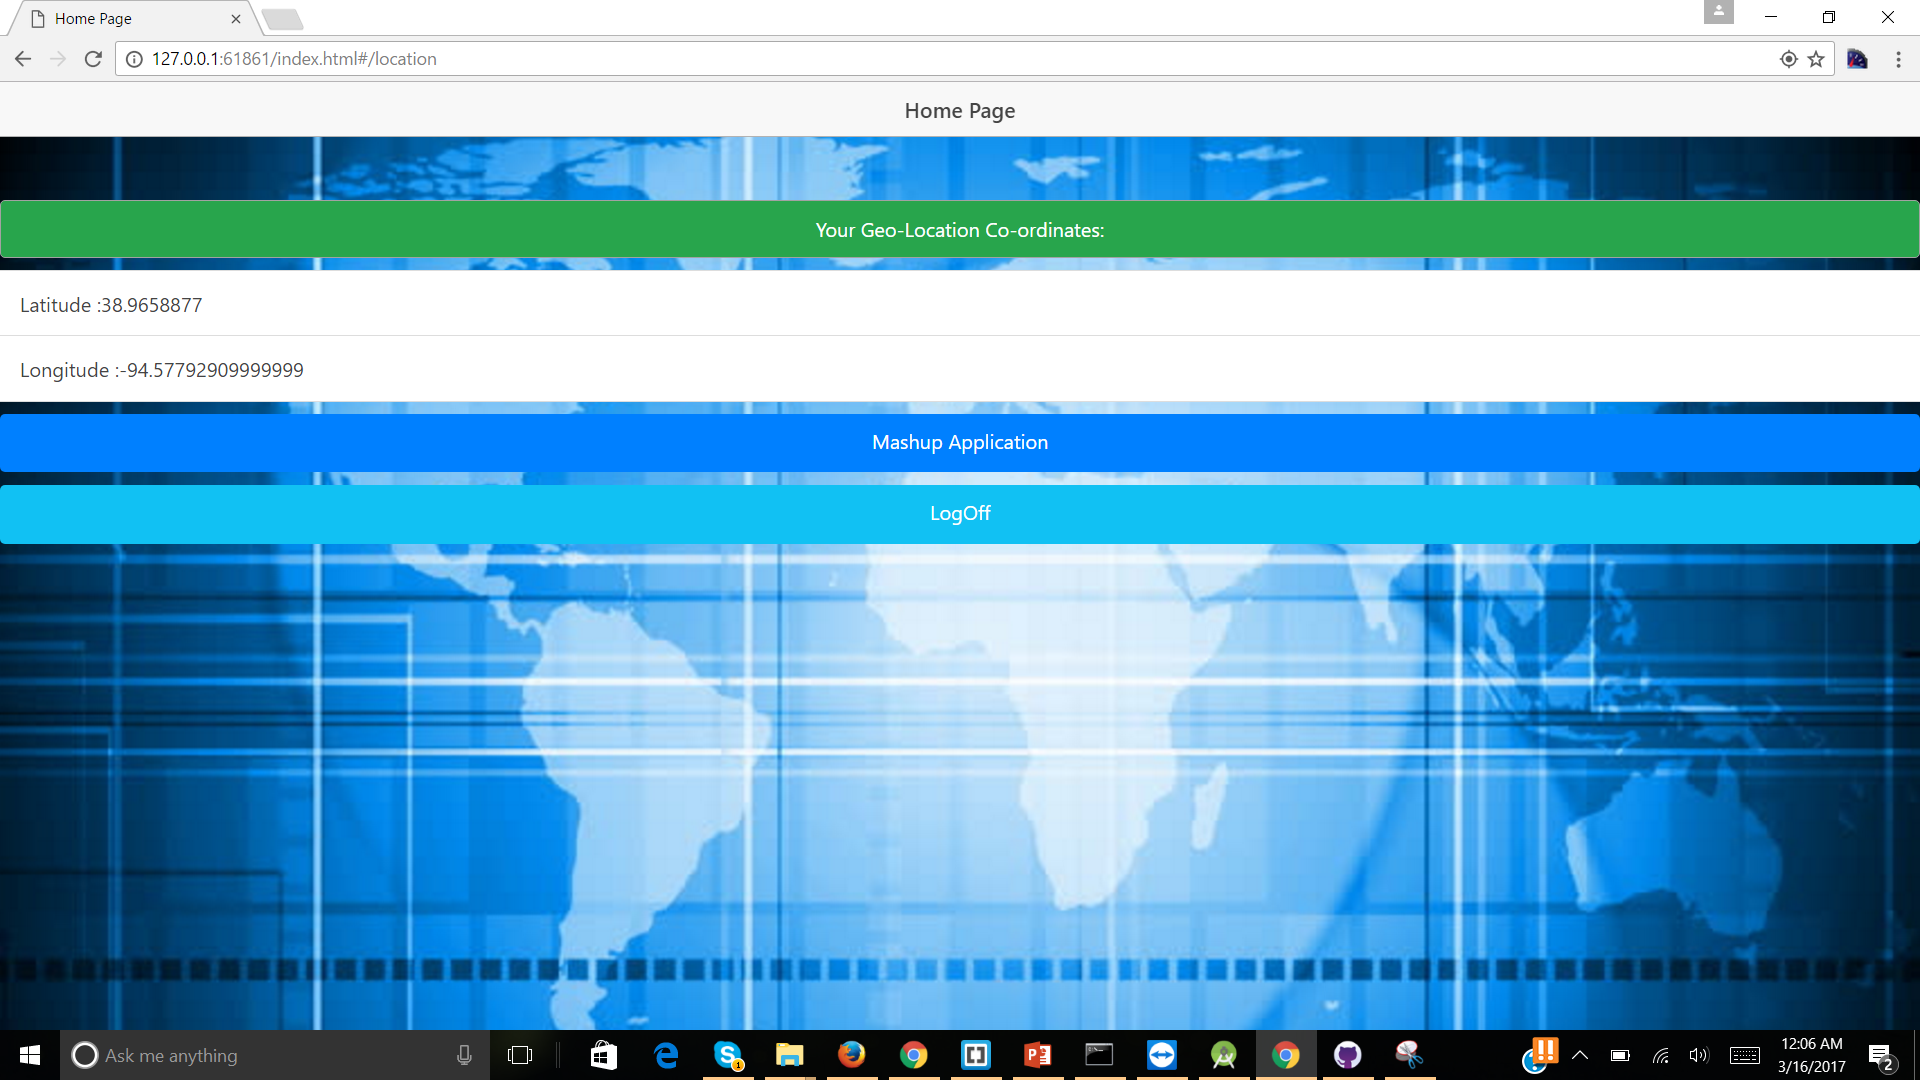 Home Page
127.0.0.1:61861/index.html#/location
Home Page
Your Geo-Location Co-ordinates:
Latitude :38.9658877
Longitude :-94.57792909999999
Mashup Application
LogOff
Ask me anything
1
12:06 AM
3/16/2017
2